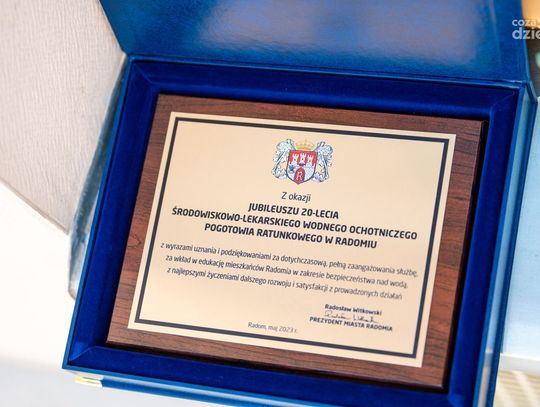 coza
dzień
Z okazji
JUBILEUSZU 20-LECIA
ŚRODOWISKOWO-LEKARSKIEGO WODNEGO OCHOTNICZEGO
POGOTOWIA RATUNKOWEGO W RADOMIU
z wyrazami uznania i podziękowaniami za dotychczasową, pełną zaangażowania służbę,
za wkład w edukację mieszkańców Radomia w zakresie bezpieczeństwa nad wodą,
z najlepszymi życzeniami dalszego rozwoju i satysfakcji z prowadzonych działań
Radosław Witkowski
PREZYDENT MIASTA RADOMIA
Radom, maj 2023 r.